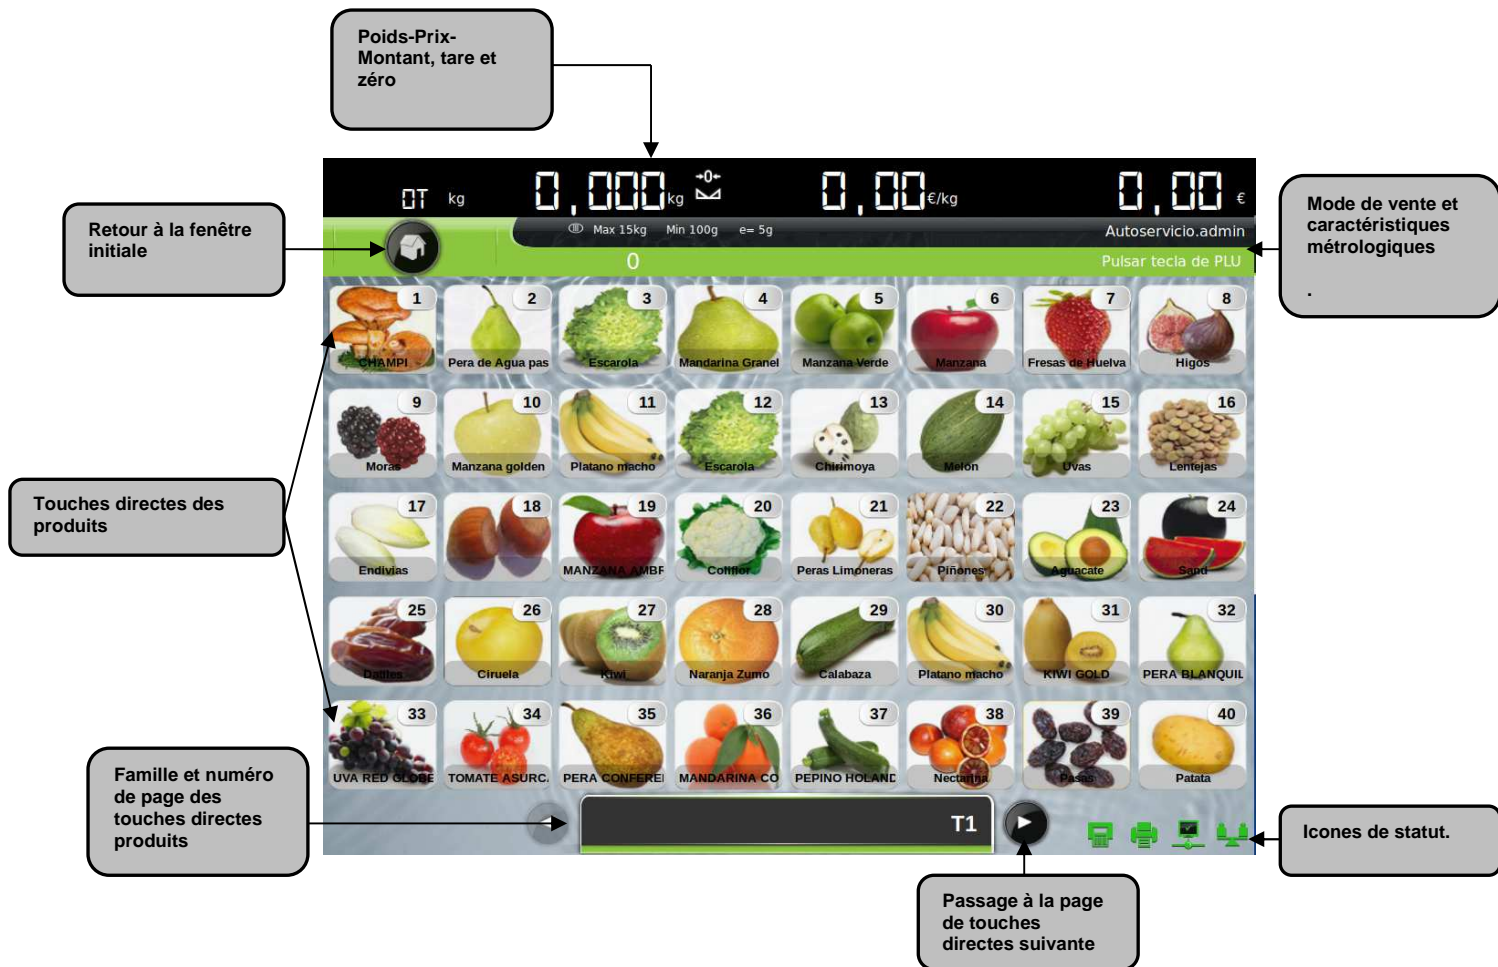 Poids-Prix-
Montant, tare et
zéro
0T kg 0,000 kg →0← 0,00 €/kg 0,00 €
Retour à la fenêtre
initiale
Mode de vente et
caractéristiques
métrologiques
.
III Max 15kg Min 100g e= 5g Autoservicio.admin
0 Pulsar tecla de PLU
1 2 3 4 5 6 7 8
CHAMPI Pera de Agua pas Escarola Mandarina Granel Manzana Verde Manzana Fresas de Huelva Higos
9 10 11 12 13 14 15 16
Moras Manzana golden Platano macho Escarola Chirimoya Melon Uvas Lentejas
Touches directes des
produits
17 18 19 20 21 22 23 24
Endivias MANZANA AMBR Coliflor Peras Limoneras Piñones Aguacate Sand
25 26 27 28 29 30 31 32
Datiles Ciruela Kiwi Naranja Zumo Calabaza Platano macho KIWI GOLD PERA BLANQUIL
33 34 35 36 37 38 39 40
UVA RED GLOBE TOMATE ASURC. PERA CONFEREI MANDARINA CO PEPINO HOLAND Nectarina Pasas Patata
Famille et numéro
de page des
touches directes
produits
T1
Icones de statut.
Passage à la page
de touches
directes suivante